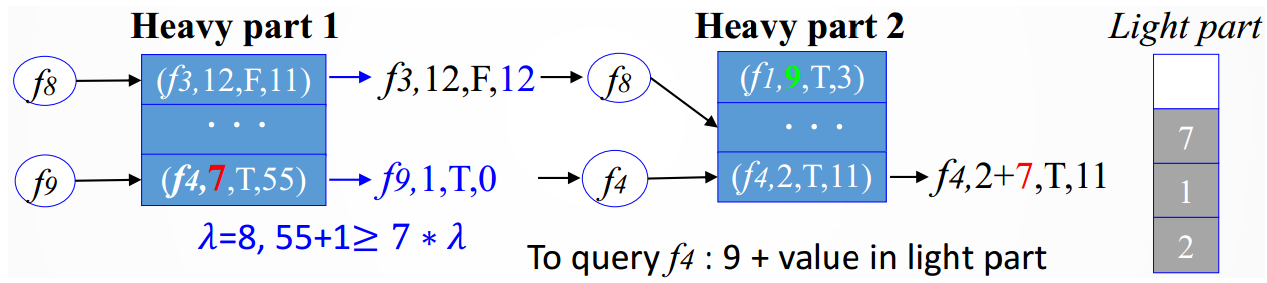 Heavy part 1
Heavy part 2
Light part
f8
(f3,12,F,11)
f3,12,F,12
f8
(f1,9,T,3)
. . .
. . .
7
f9
(f4,7,T,55)
f9,1,T,0
f4
(f4,2,T,11)
f4,2+7,T,11
1
λ=8, 55+1≥ 7 * λ
To query f4 : 9 + value in light part
2